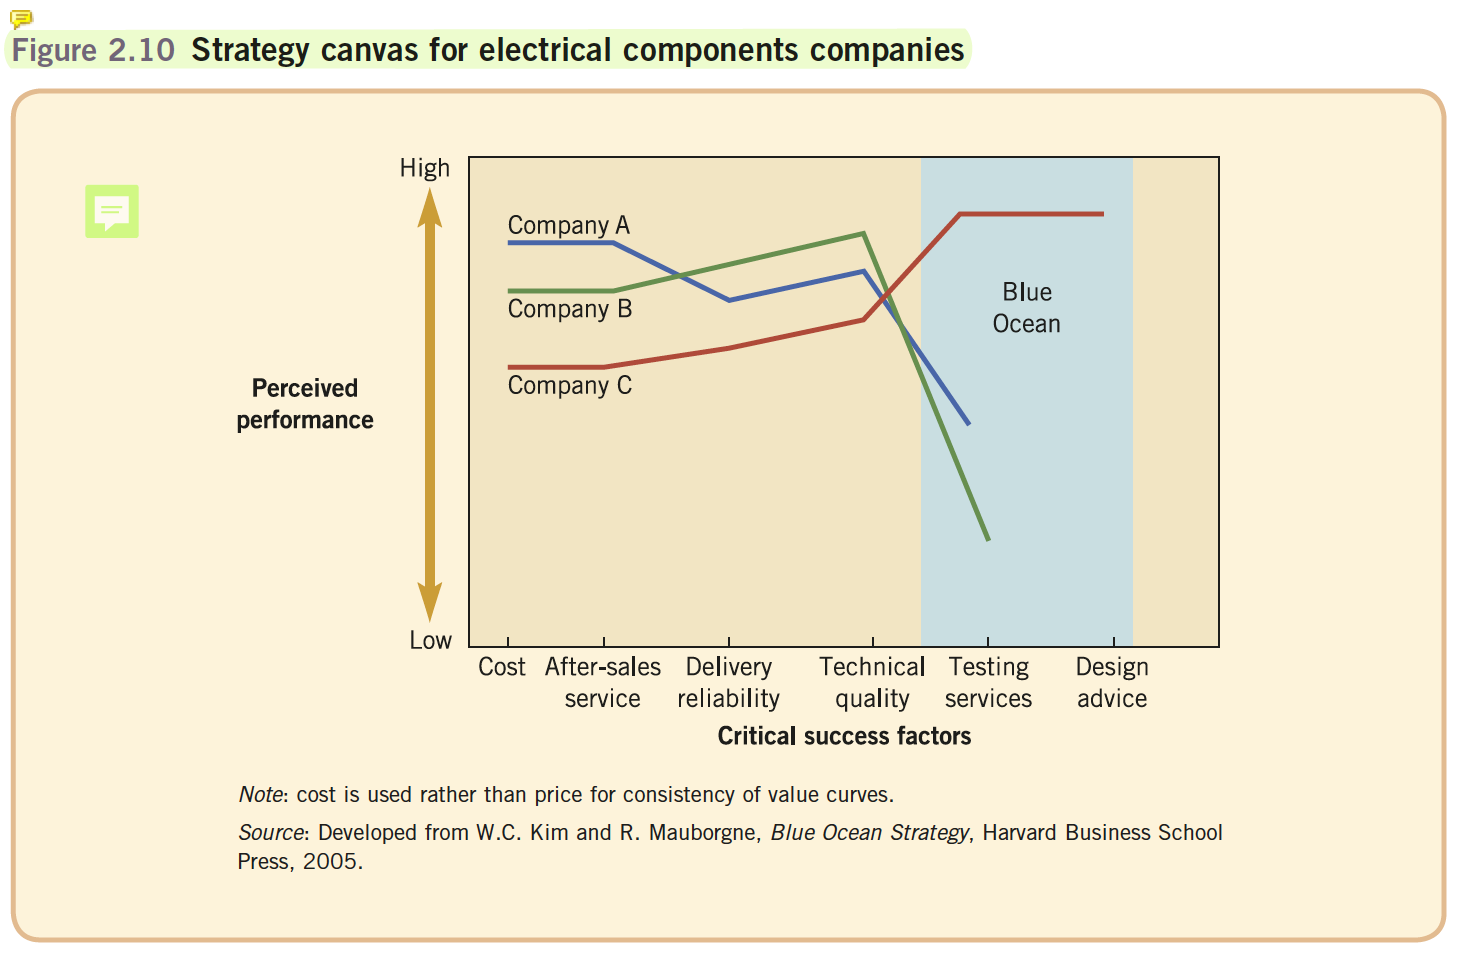 Figure 2.10 Strategy canvas for electrical components companies
High
Company A
Company B
Company C
Blue
Ocean
Perceived
performance
Low
Cost
After-sales
service
Delivery
reliability
Technical
quality
Testing
services
Design
advice
Critical success factors
Note: cost is used rather than price for consistency of value curves.
Source: Developed from W.C. Kim and R. Mauborgne, Blue Ocean Strategy, Harvard Business School
Press, 2005.